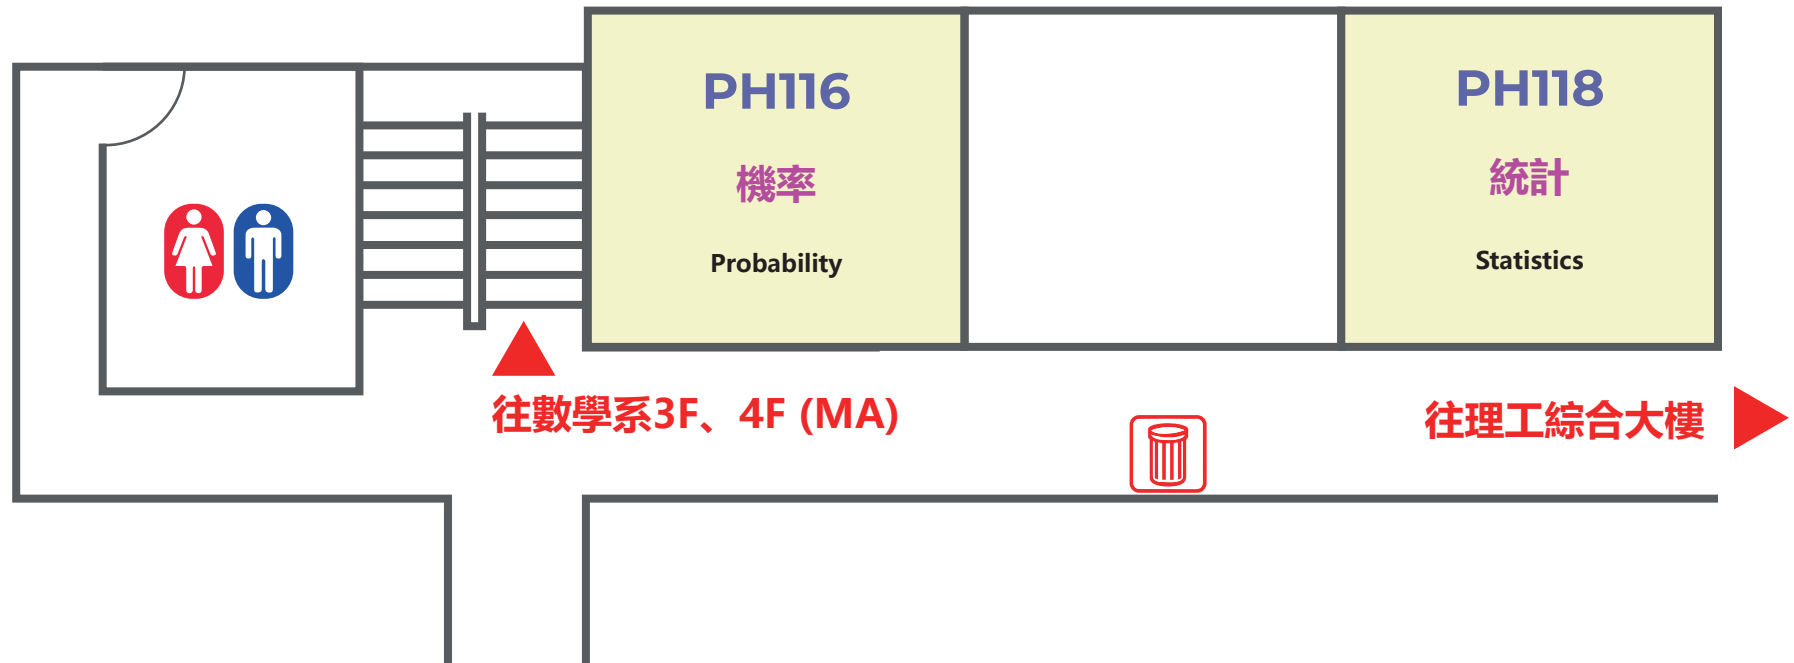 PH116
機率
Probability
PH118
統計
Statistics
往數學系3F、4F (MA)
往理工綜合大樓